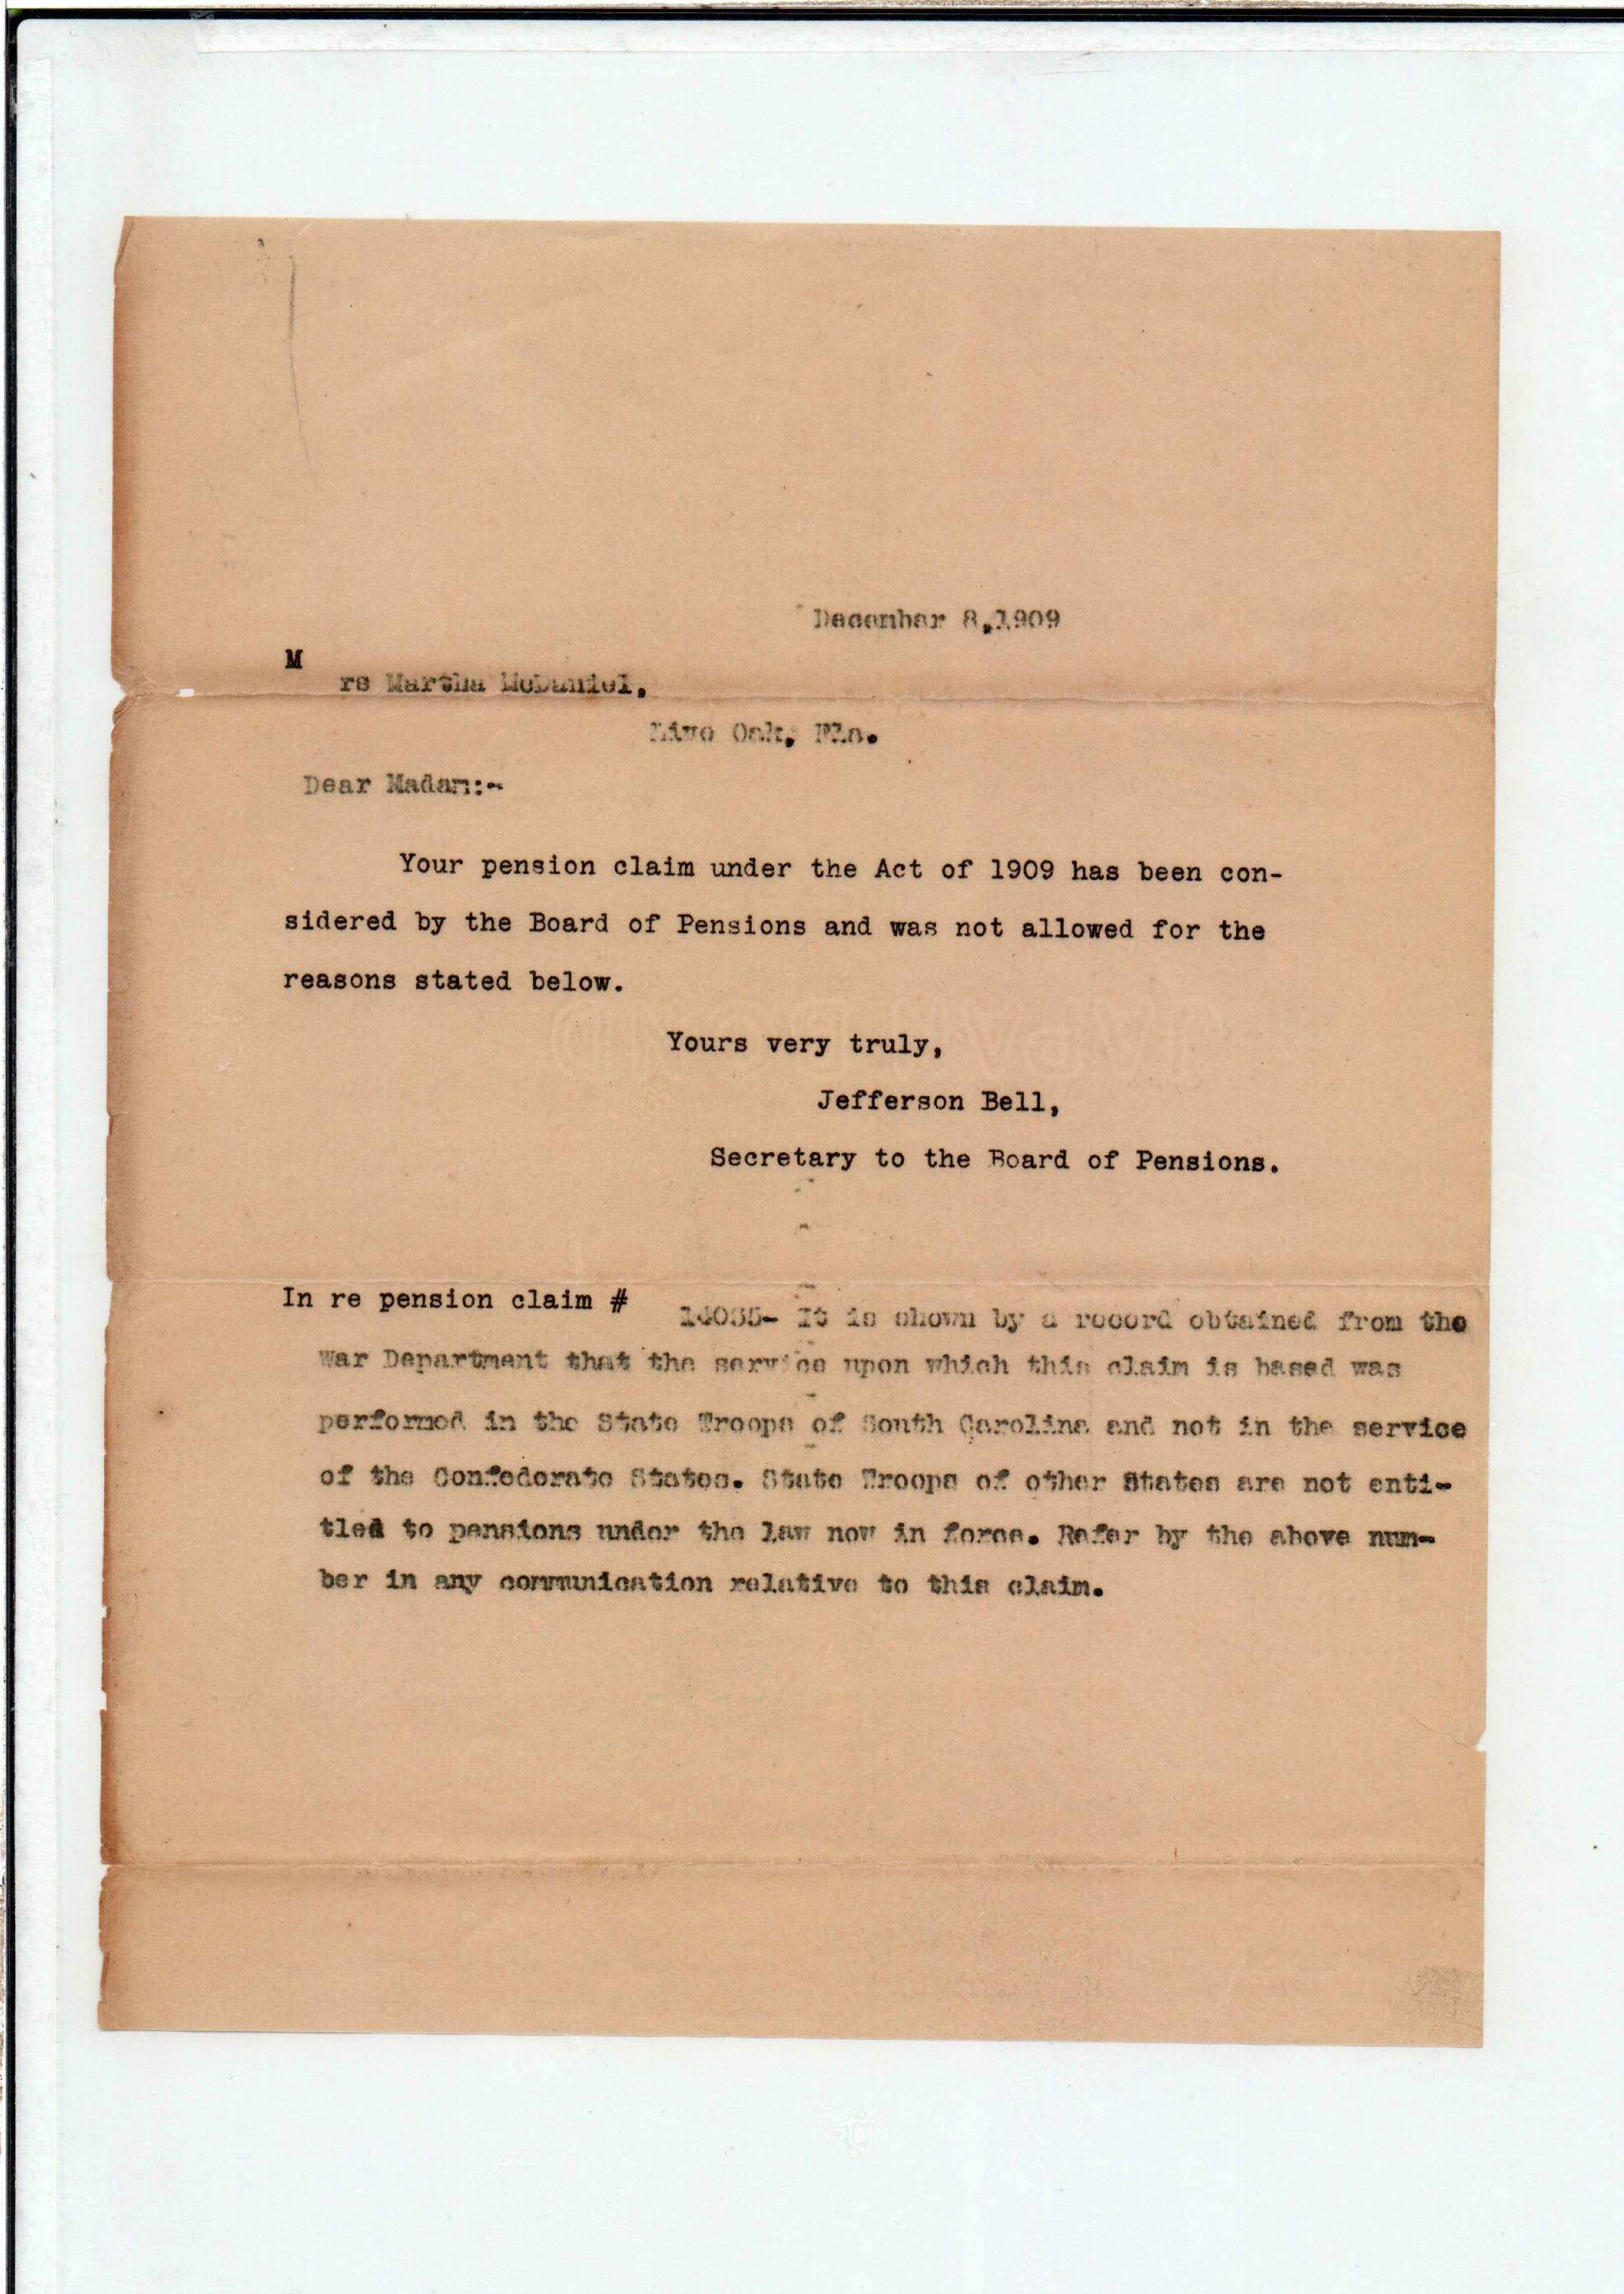 December 8,1909
M
rs Martha McDaniel,
Live Oak, Fla.
Dear Madam:-
Your pension claim under the Act of 1909 has been con-
sidered by the Board of Pensions and was not allowed for the
reasons stated below.
Yours very truly,
Jefferson Bell,
Secretary to the Board of Pensions.
In re pension claim #
It is shown by a record obtained from the
War Department that the service upon which this claim is based was
performed in the State Troops of South Carolina and not in the service
of the Confederate States. State Troops of other States are not enti-
tled to pensions under the law now in force. Refer by the above num-
ber in any communication relative to this claim.